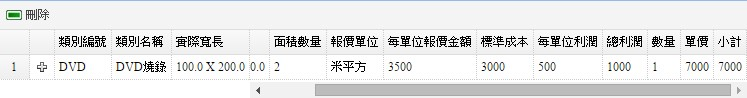 刪除
類別編號 類別名稱 實際寬長 面積數量 報價單位 每單位報價金額 標準成本 每單位利潤 總利潤 數量 單價 小計
1 DVD DVD燒錄 100.0 X 200.0 0.0 2 米平方 3500 3000 500 1000 1 7000 7000